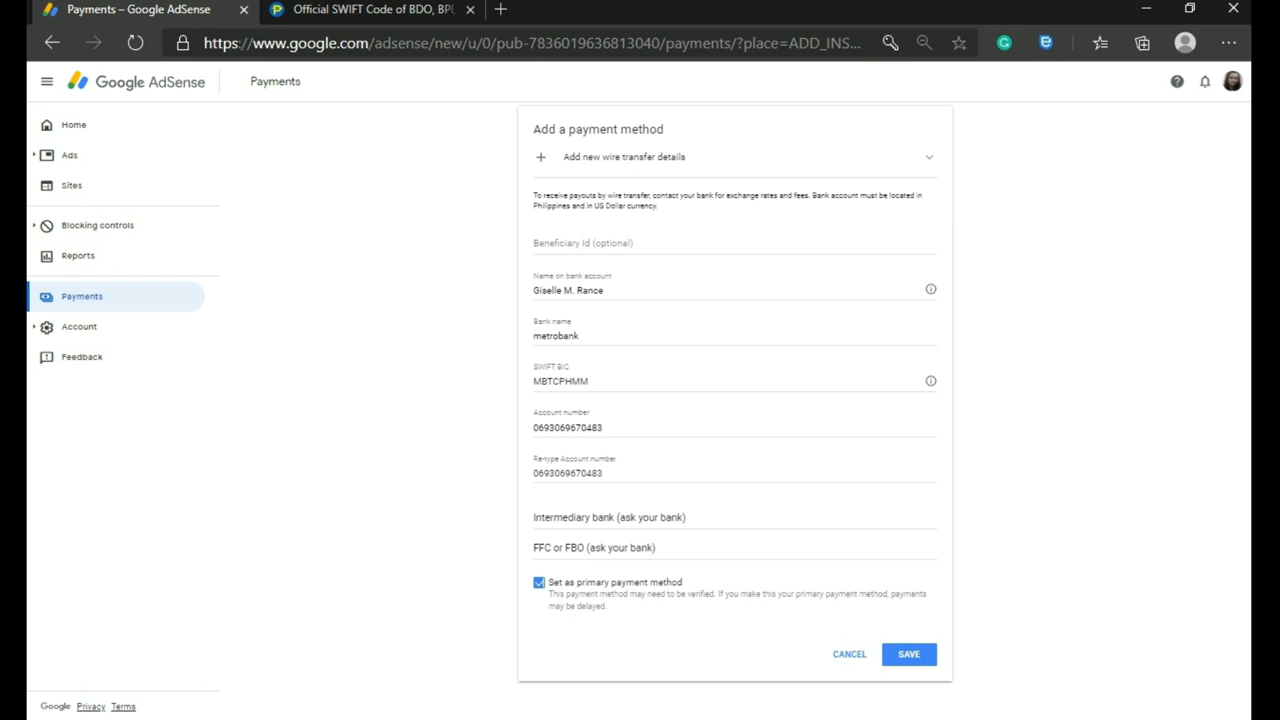 Payments – Google AdSense
Official SWIFT Code of BDO, BPI,
https://www.google.com/adsense/new/u/0/pub-7836019636813040/payments/?place=ADD_INS...
Google AdSense
Payments
Home
Ads
Sites
Blocking controls
Reports
Payments
Account
Feedback
Add a payment method
Add new wire transfer details
To receive payouts by wire transfer, contact your bank for exchange rates and fees. Bank account must be located in
Philippines and in US Dollar currency.
Beneficiary Id (optional)
Name on bank account
Giselle M. Rance
Bank name
metrobank
SWIFT BIC
MBTCPHMM
Account number
0693069670483
Re-type Account number
0693069670483
Intermediary bank (ask your bank)
FFC or FBO (ask your bank)
Set as primary payment method
This payment method may need to be verified. If you make this your primary payment method, payments
may be delayed.
CANCEL
SAVE
Google Privacy Terms